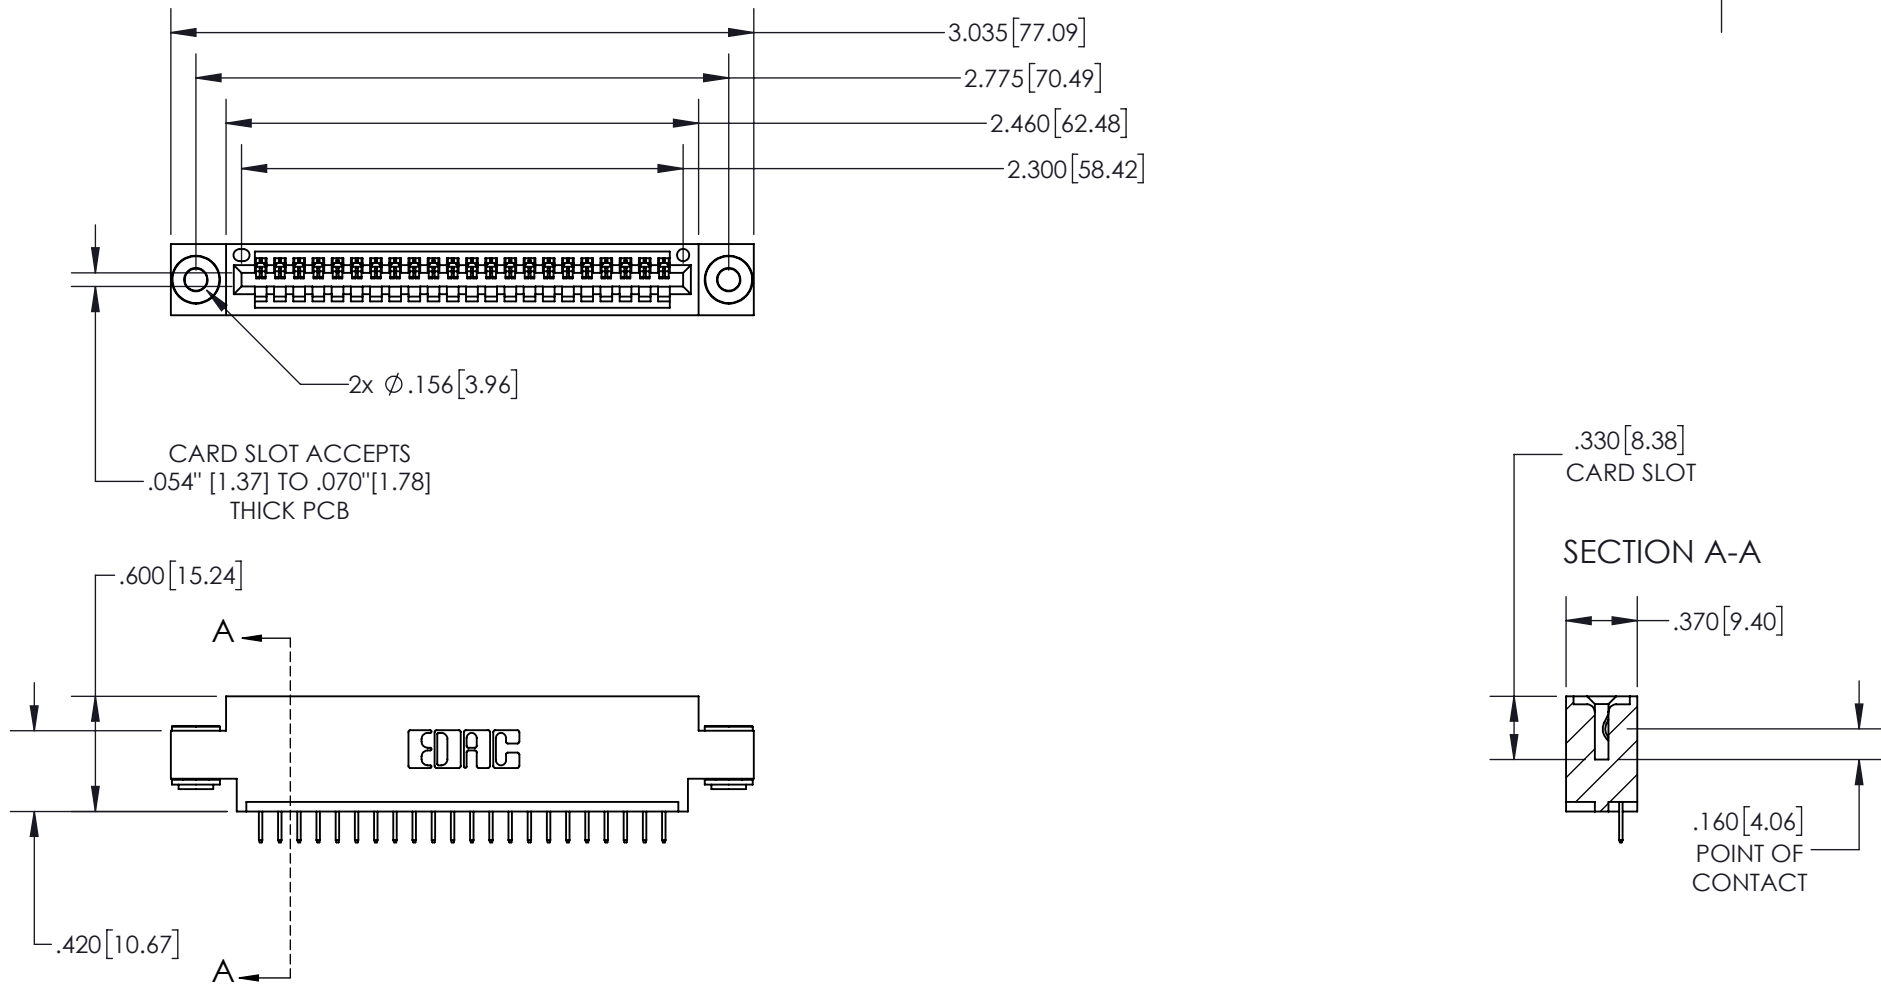 3.035[77.09]
2.775[70.49]
2.460[62.48]
2.300[58.42]
2x ∅.156[3.96]
CARD SLOT ACCEPTS
.054" [1.37] TO .070"[1.78]
THICK PCB
.330[8.38]
CARD SLOT
SECTION A-A
.600[15.24]
.370[9.40]
A
EDAC
.160[4.06]
POINT OF
CONTACT
.420[10.67]
A